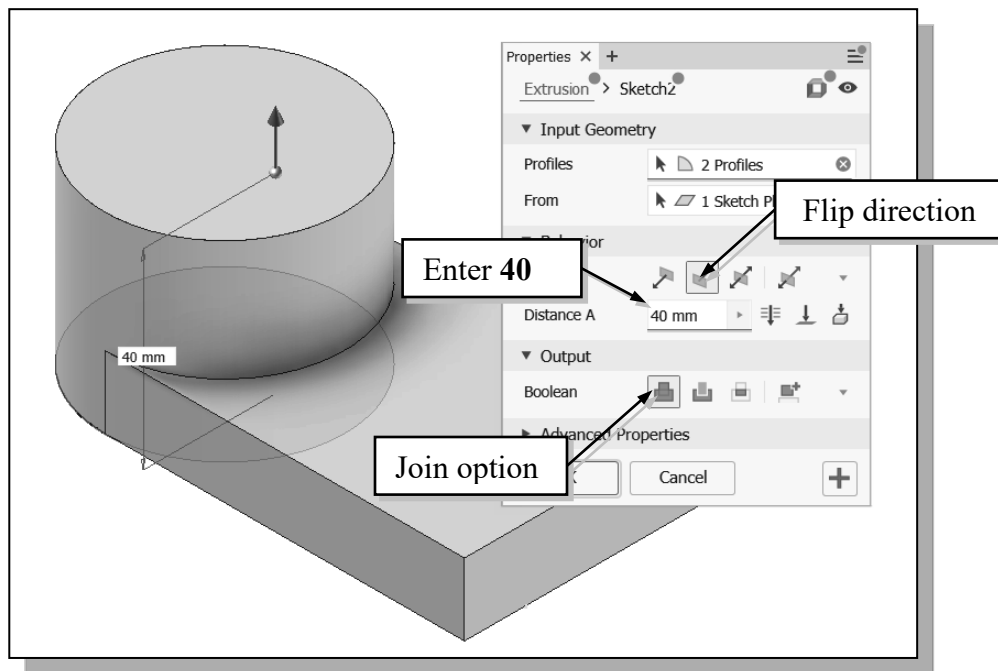 Properties × +
Extrusion > Sketch2
▼ Input Geometry
Profiles 2 Profiles
From 1 Sketch
Flip direction
Enter 40
Distance A 40 mm
40 mm
▼ Output
Boolean
Advanced Properties
Join option
Cancel